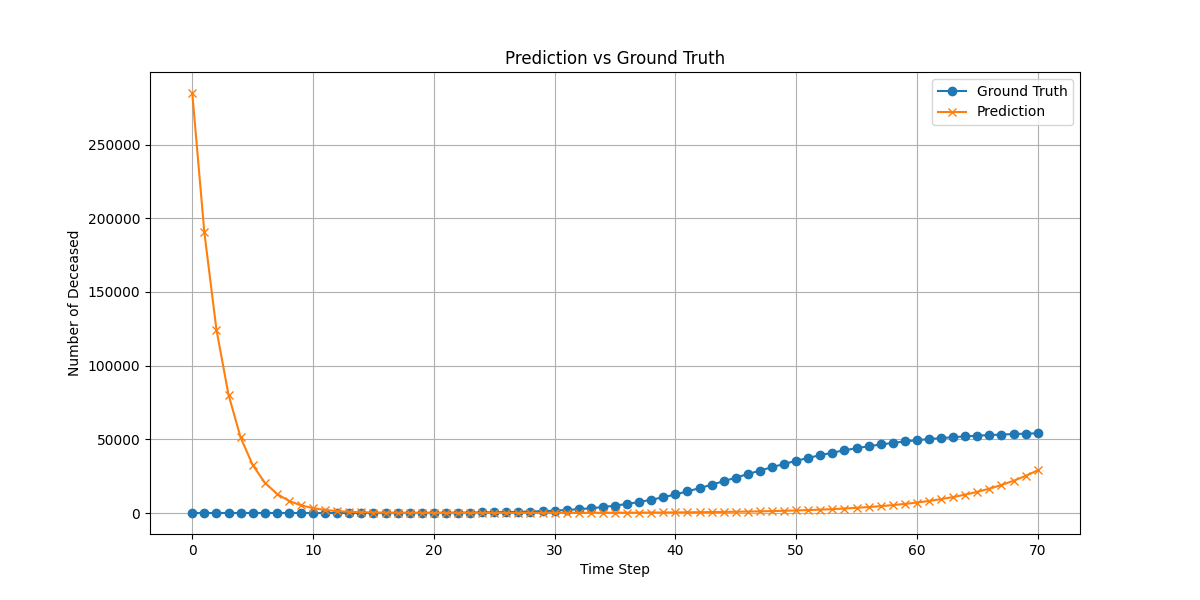 Prediction vs Ground Truth
Ground Truth
Prediction
Number of Deceased
250000
200000
150000
100000
50000
0
0 10 20 30 40 50 60 70
Time Step